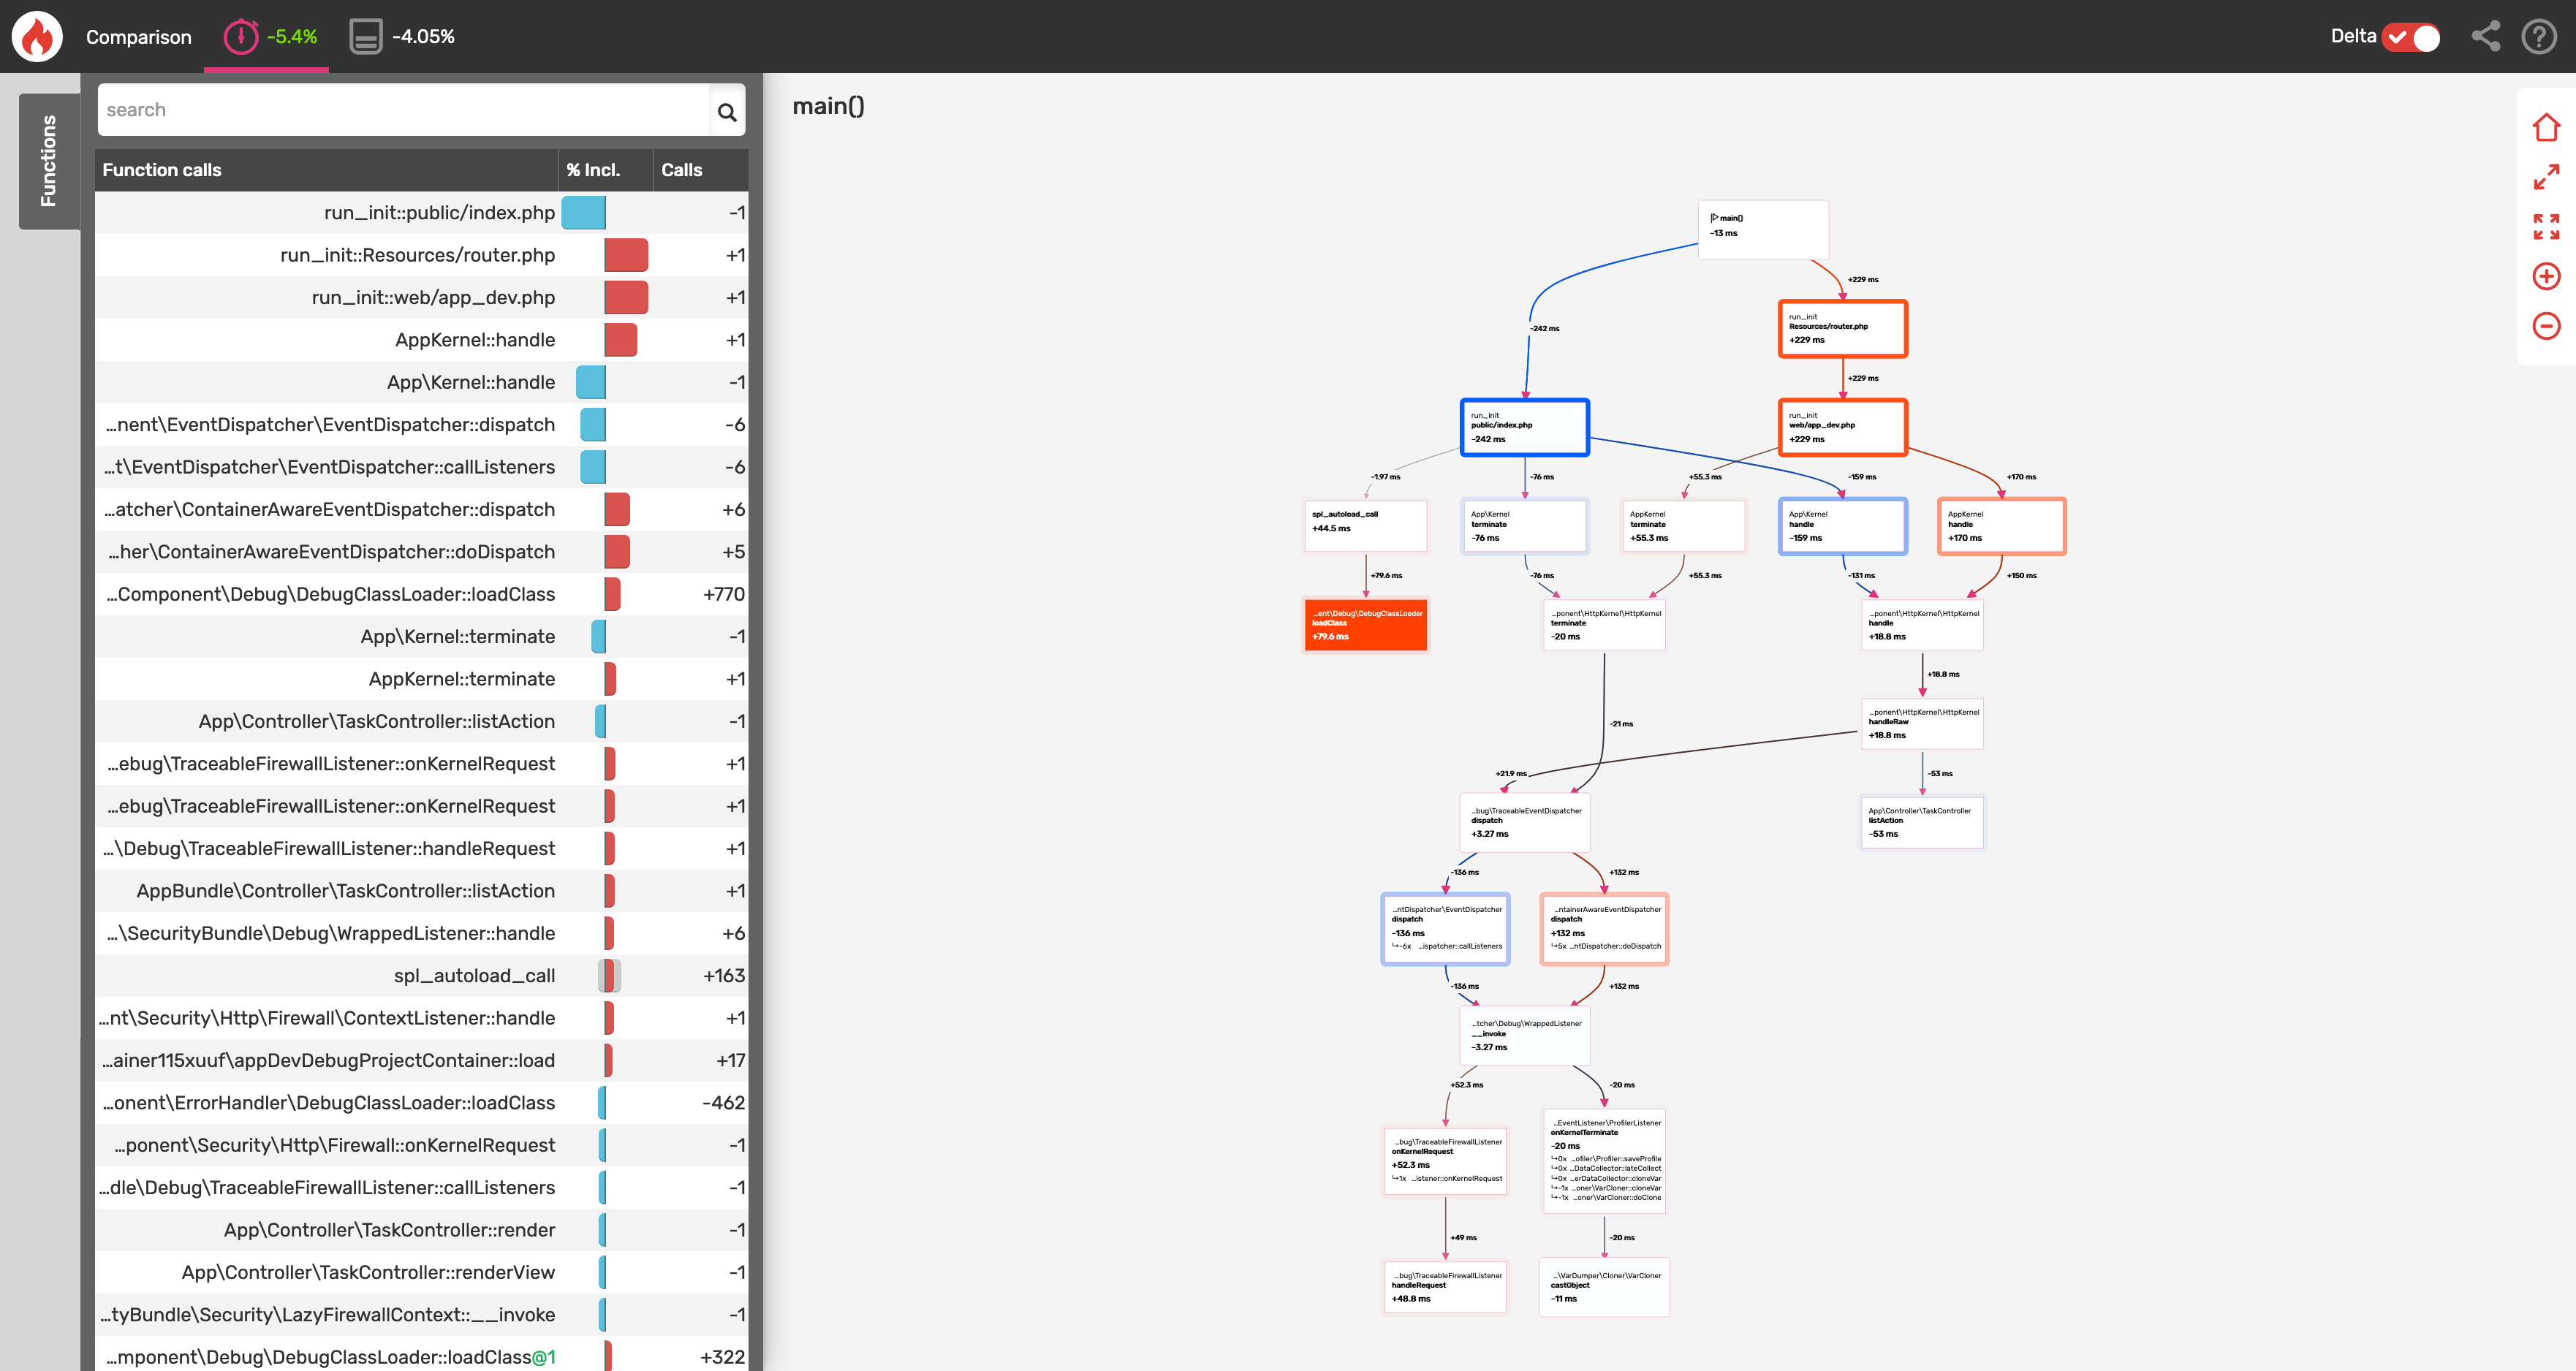 Comparison
-5.4%
-4.05%
Delta
Functions
search
Function calls % Incl. Calls
run_init::public/index.php -1
run_init::Resources/router.php +1
run_init::web/app_dev.php +1
AppKernel::handle +1
App\Kernel::handle -1
…nent\EventDispatcher\EventDispatcher::dispatch -6
…t\EventDispatcher\EventDispatcher::callListeners -6
…atcher\ContainerAwareEventDispatcher::dispatch +6
…her\ContainerAwareEventDispatcher::doDispatch +5
…Component\Debug\DebugClassLoader::loadClass +770
App\Kernel::terminate -1
AppKernel::terminate +1
App\Controller\TaskController::listAction -1
…ebug\TraceableFirewallListener::onKernelRequest +1
…ebug\TraceableFirewallListener::onKernelRequest +1
…\Debug\TraceableFirewallListener::handleRequest +1
AppBundle\Controller\TaskController::listAction +1
…\SecurityBundle\Debug\WrappedListener::handle +6
spl_autoload_call +163
…nt\Security\Http\Firewall\ContextListener::handle +1
…ainer115xuuf\appDevDebugProjectContainer::load +17
…onent\ErrorHandler\DebugClassLoader::loadClass -462
…ponent\Security\Http\Firewall::onKernelRequest -1
…dle\Debug\TraceableFirewallListener::callListeners -1
App\Controller\TaskController::render -1
App\Controller\TaskController::renderView -1
…tyBundle\Security\LazyFirewallContext::__invoke -1
…mponent\Debug\DebugClassLoader::loadClass@1 +322
main()
main()
-13 ms
+229 ms
-242 ms
run_init
Resources/router.php
+229 ms
+229 ms
run_init
public/index.php
-242 ms
run_init
web/app_dev.php
+229 ms
-1.97 ms
-76 ms
+55.3 ms
-159 ms
+170 ms
spl_autoload_call
+44.5 ms
App\Kernel
terminate
-76 ms
AppKernel
terminate
+55.3 ms
App\Kernel
handle
-159 ms
AppKernel
handle
+170 ms
+79.6 ms
-76 ms
+55.3 ms
-131 ms
+150 ms
…ent\Debug\DebugClassLoader
loadClass
+79.6 ms
…ponent\HttpKernel\HttpKernel
terminate
-20 ms
…ponent\HttpKernel\HttpKernel
handle
+18.8 ms
+18.8 ms
…ponent\HttpKernel\HttpKernel
handleRaw
+18.8 ms
-21 ms
+21.9 ms
-53 ms
…bug\TraceableEventDispatcher
dispatch
+3.27 ms
App\Controller\TaskController
listAction
-53 ms
-136 ms
+132 ms
…ntDispatcher\EventDispatcher
dispatch
-136 ms
↳-6x …ispatcher::callListeners
…ntainerAwareEventDispatcher
dispatch
+132 ms
↳5x …ntDispatcher::doDispatch
-136 ms
+132 ms
…tcher\Debug\WrappedListener
__invoke
-3.27 ms
+52.3 ms
-20 ms
…bug\TraceableFirewallListener
onKernelRequest
+52.3 ms
↳1x …istener::onKernelRequest
…EventListener\ProfilerListener
onKernelTerminate
-20 ms
↳0x …ofiler\Profiler::saveProfile
↳0x …DataCollector::lateCollect
↳0x …erDataCollector::cloneVar
↳-1x …oner\VarCloner::cloneVar
↳-1x …oner\VarCloner::doClone
+49 ms
-20 ms
…bug\TraceableFirewallListener
handleRequest
+48.8 ms
…\VarDumper\Cloner\VarCloner
castObject
-11 ms